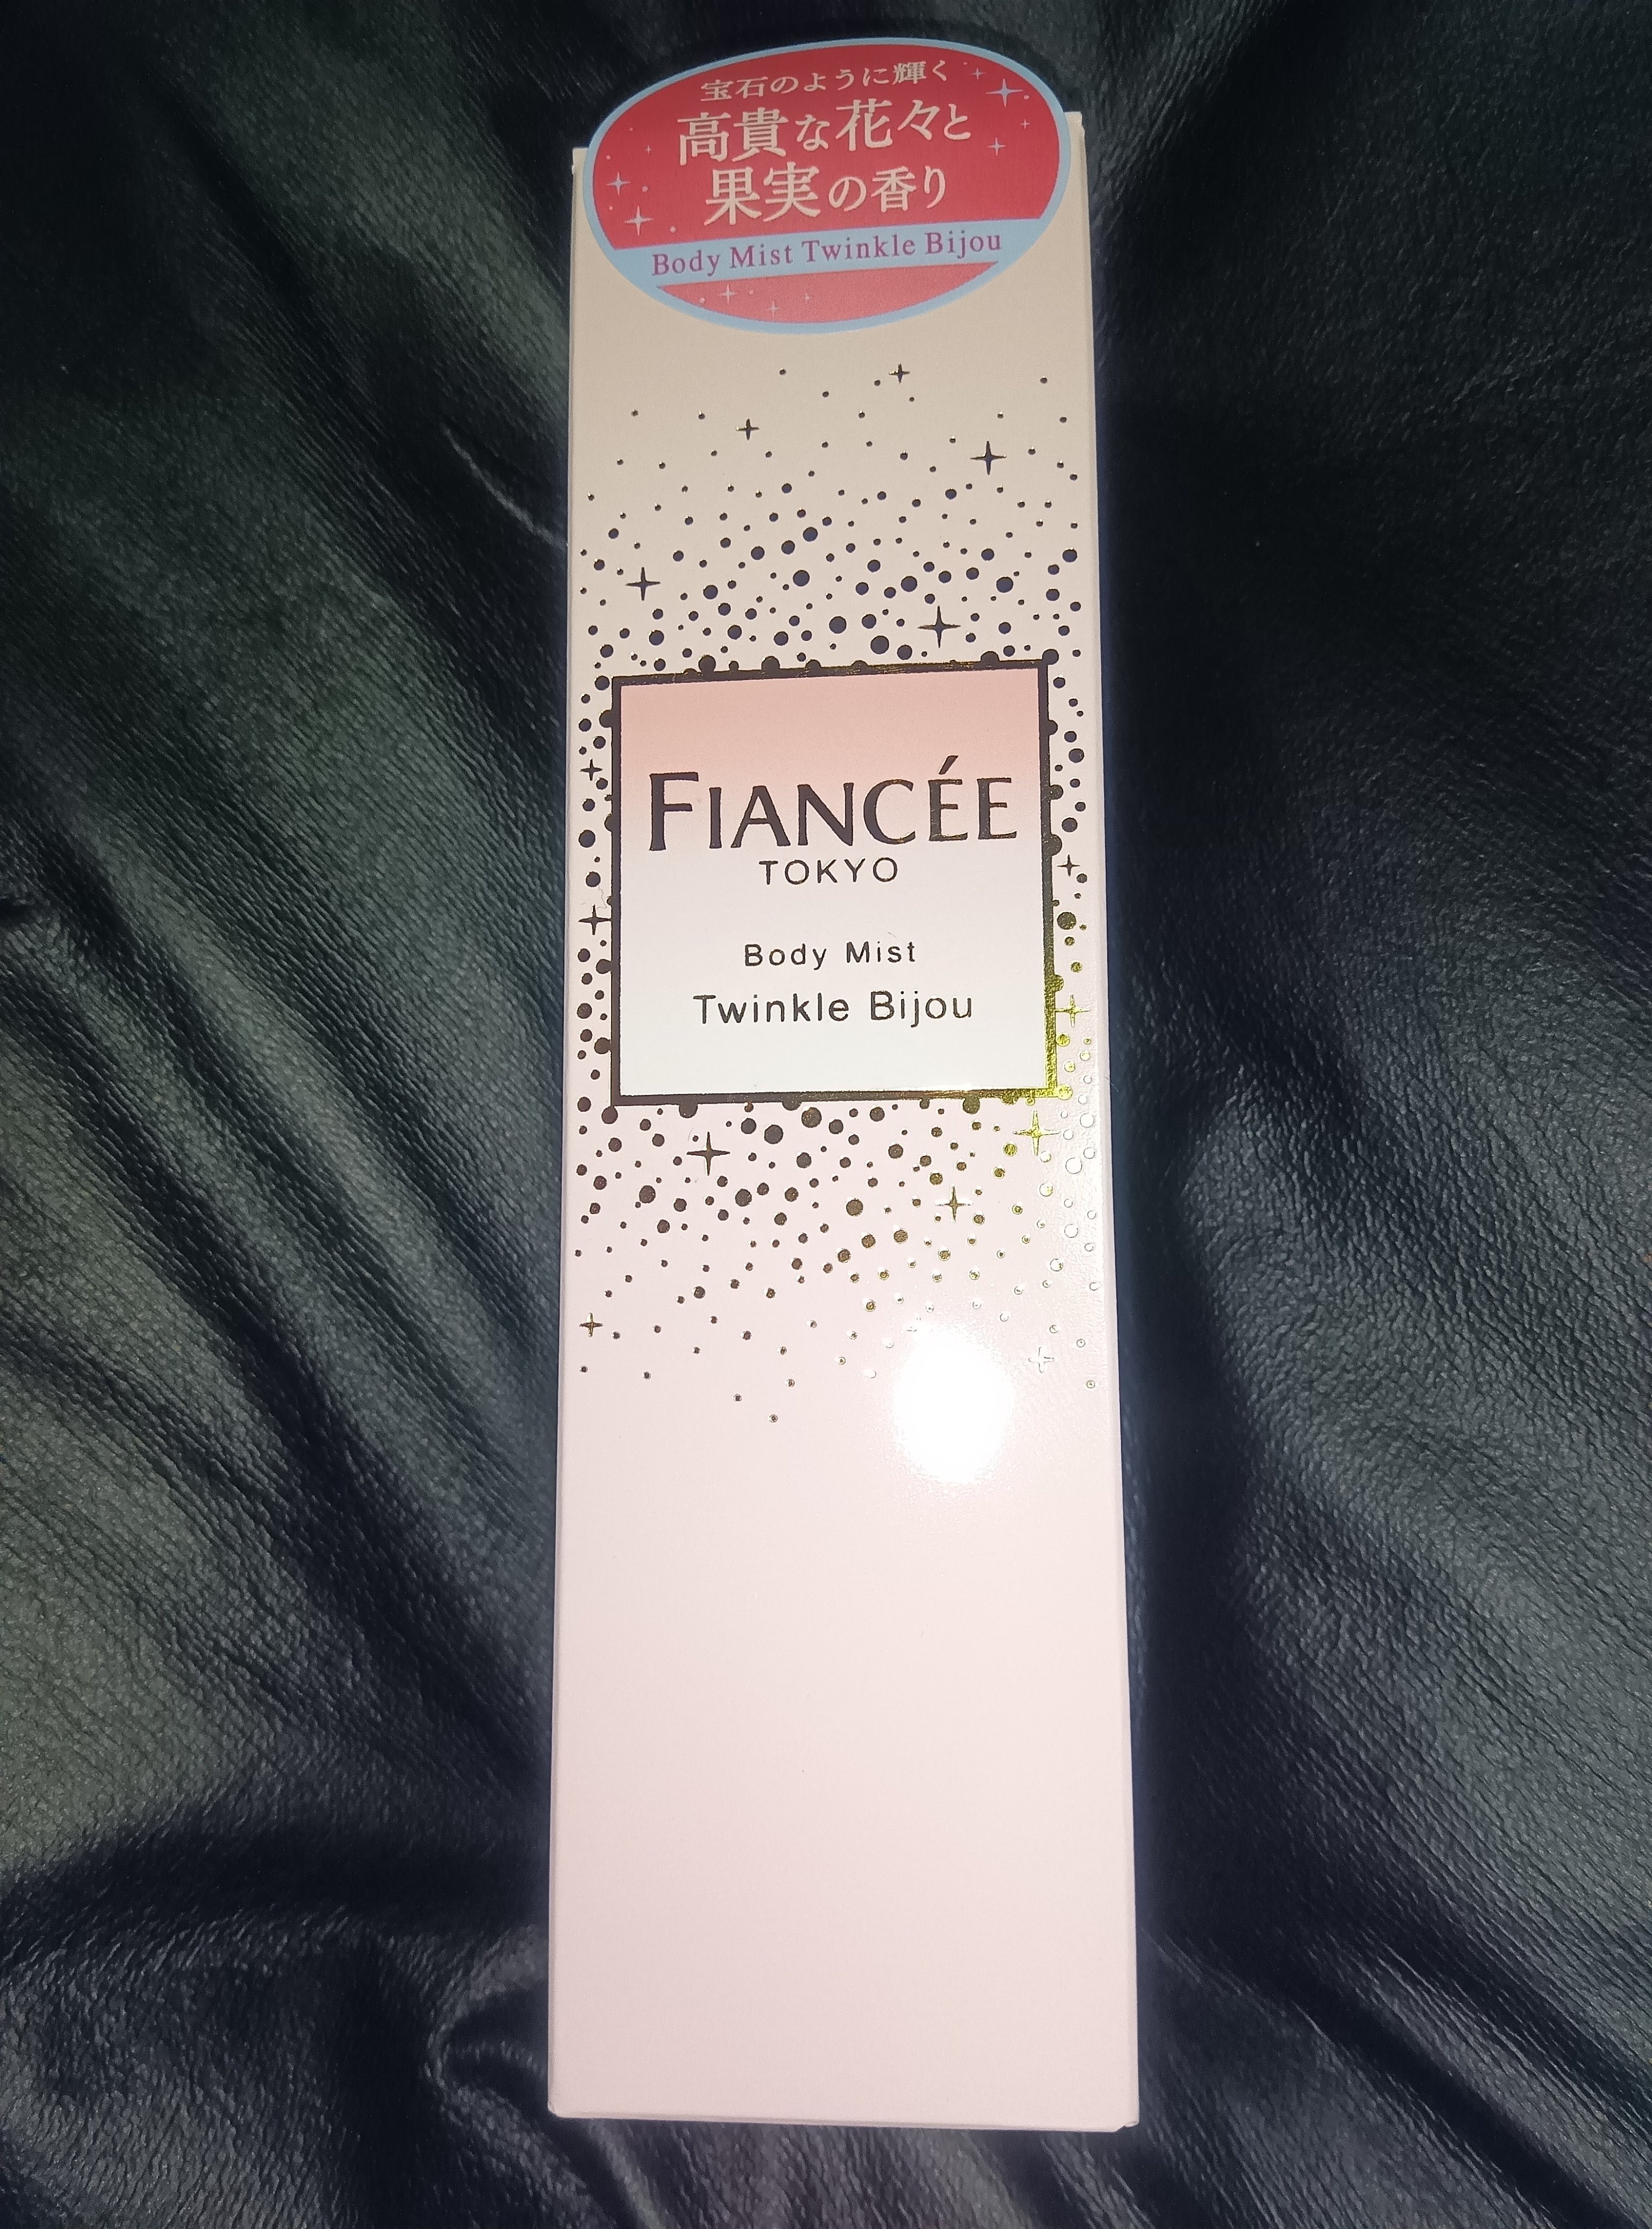 宝石のように輝く
高貴な花々と
果実の香り
Body Mist Twinkle Bijou
FIANCÉE
TOKYO
Body Mist
Twinkle Bijou